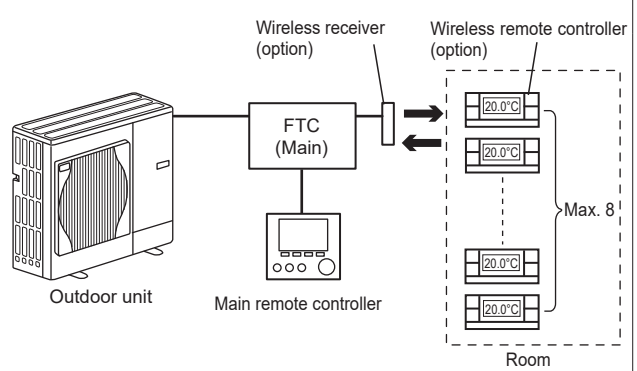 Wireless receiver
(option)
Wireless remote controller
(option)
FTC
(Main)
20.0°C
20.0°C
Max. 8
20.0°C
20.0°C
Outdoor unit
Main remote controller
Room